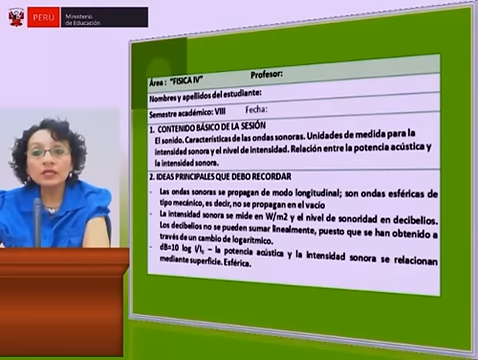 PERÚ
Ministerio
de Educación
Área : "FISICA IV" Profesor:
Nombres y apellidos del estudiante:
Semestre académico: VIII Fecha:
1. CONTENIDO BÁSICO DE LA SESIÓN
El sonido. Características de las ondas sonoras. Unidades de medida para la
intensidad sonora y el nivel de intensidad. Relación entre la potencia acústica y
la intensidad sonora.
2. IDEAS PRINCIPALES QUE DEBO RECORDAR
- Las ondas sonoras se propagan de modo longitudinal; son ondas esféricas de
tipo mecánico, es decir, no se propagan en el vacío
- La intensidad sonora se mide en W/m2 y el nivel de sonoridad en decibellos.
Los decibellos no se pueden sumar linealmente, puesto que se han obtenido a
través de un cambio de logarítmico.
- dB=10 log I/I₀ – la potencia acústica y la intensidad sonora se relacionan
mediante superficie. Esférica.